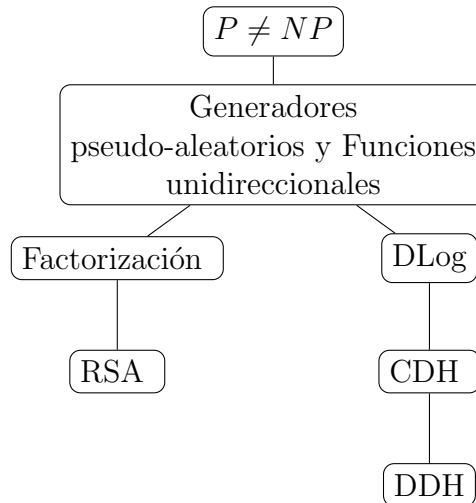 P ≠ NP
Generadores
pseudo-aleatorios y Funciones
unidireccionales
Factorización
DLog
RSA
CDH
DDH